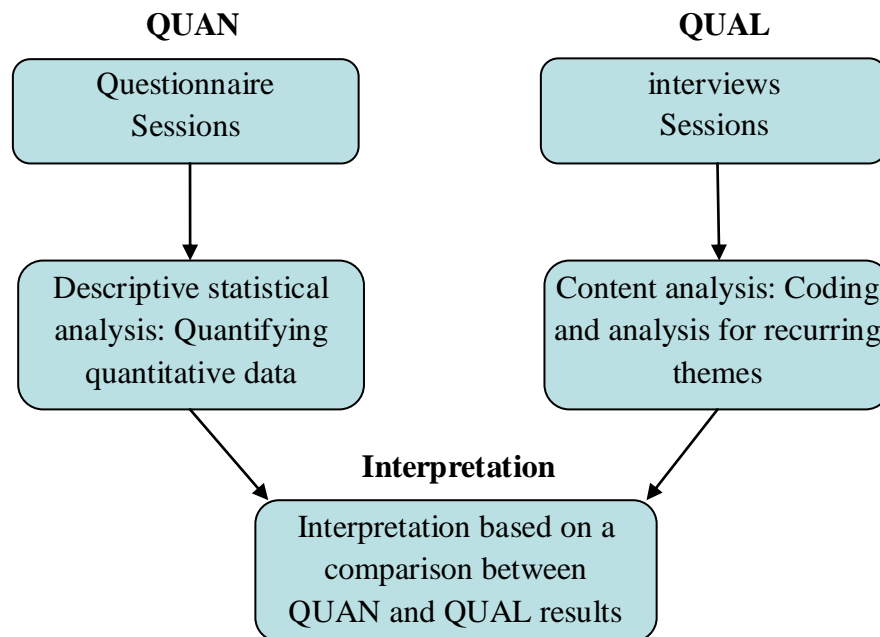 QUAN
Questionnaire
Sessions
Descriptive statistical
analysis: Quantifying
quantitative data
QUAL
interviews
Sessions
Content analysis: Coding
and analysis for recurring
themes
Interpretation
Interpretation based on a
comparison between
QUAN and QUAL results